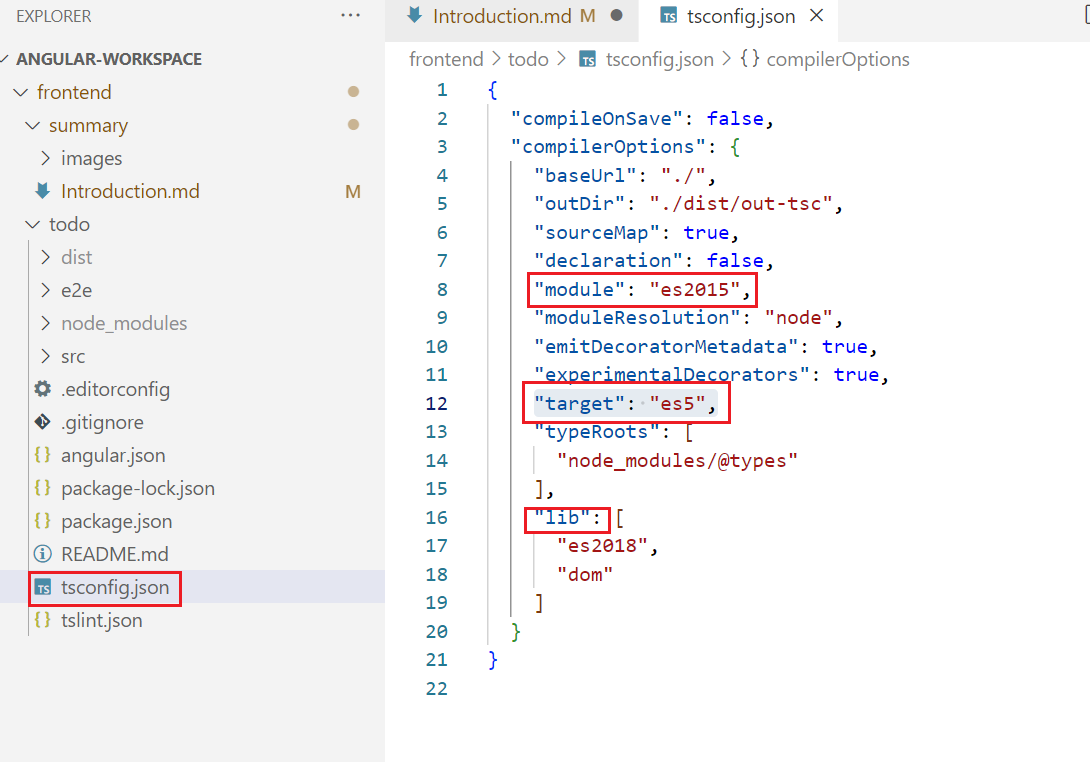 EXPLORER ...
ANGULAR-WORKSPACE
frontend
summary
images
Introduction.md M
todo
dist
e2e
node_modules
src
.editorconfig
.gitignore
{} angular.json
{} package-lock.json
{} package.json
README.md
TS tsconfig.json
{} tslint.json
Introduction.md M
TS tsconfig.json
frontend > todo > TS tsconfig.json > {} compilerOptions
1 {
2 "compileOnSave": false,
3 "compilerOptions": {
4 "baseUrl": "./",
5 "outDir": "./dist/out-tsc",
6 "sourceMap": true,
7 "declaration": false,
8 "module": "es2015",
9 "moduleResolution": "node",
10 "emitDecoratorMetadata": true,
11 "experimentalDecorators": true,
12 "target": "es5",
13 "typeRoots": [
14 "node_modules/@types"
15 ],
16 "lib": [
17 "es2018",
18 "dom"
19 ]
20 }
21 }
22